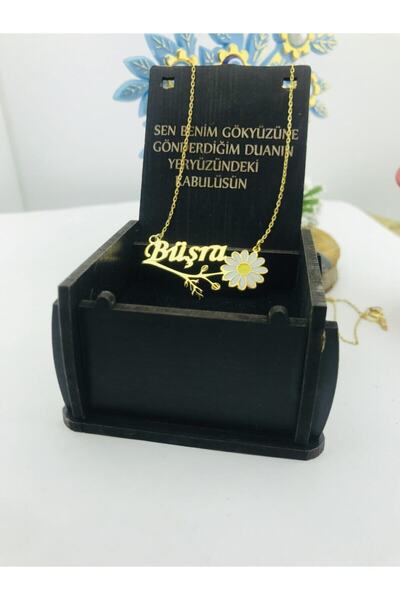 SEN BENİM GÖKYÜZÜNE
GÖNDERDİĞİM DUANIN
YERYÜZÜNDEKİ
KABULÜSÜN
Büşra